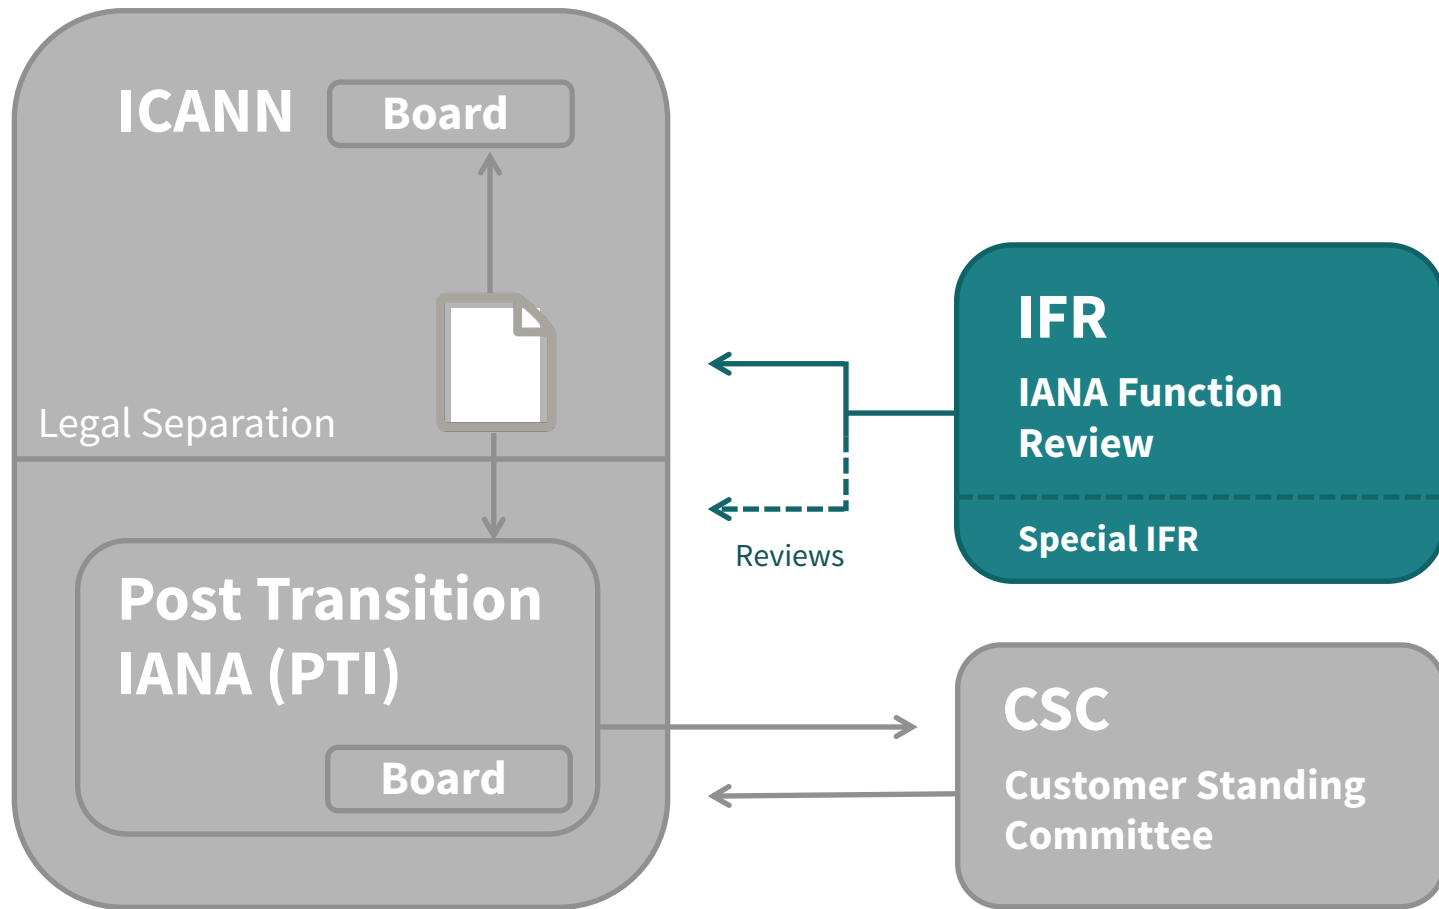 ICANN
Board
Legal Separation
Post Transition
IANA (PTI)
Board
Reviews
IFR
IANA Function
Review
Special IFR
CSC
Customer Standing
Committee